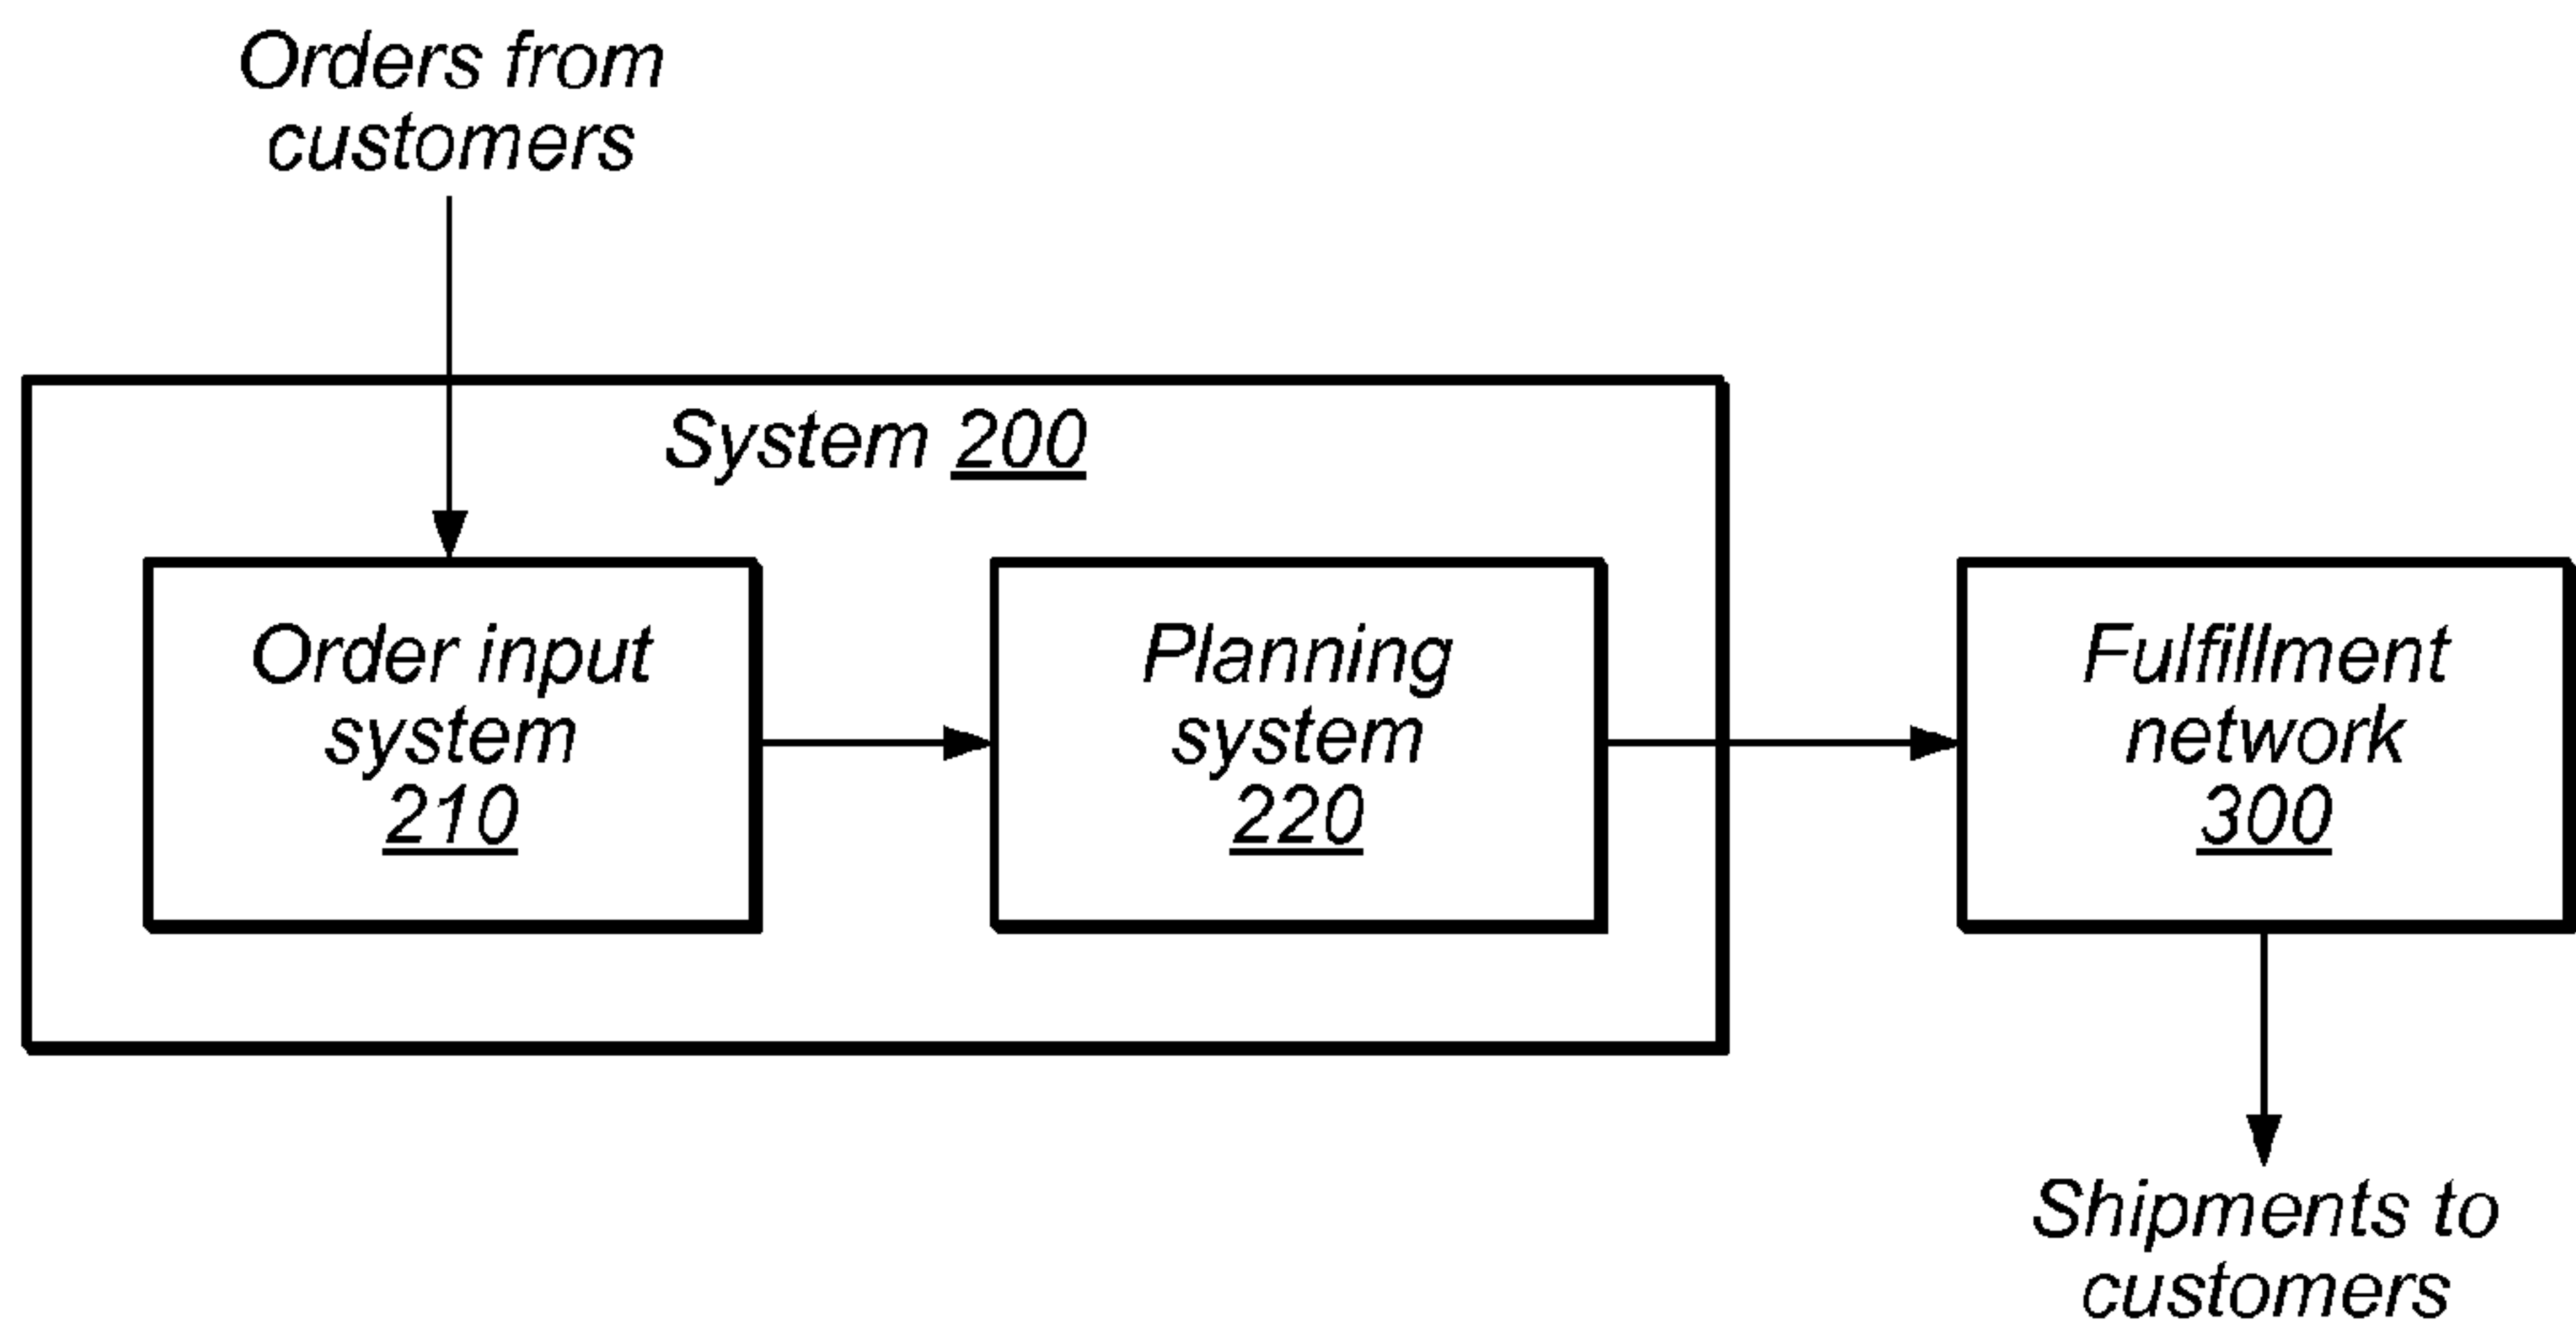 Orders from
customers
System 200
Order input
system
210
Planning
system
220
Fulfillment
network
300
Shipments to
customers